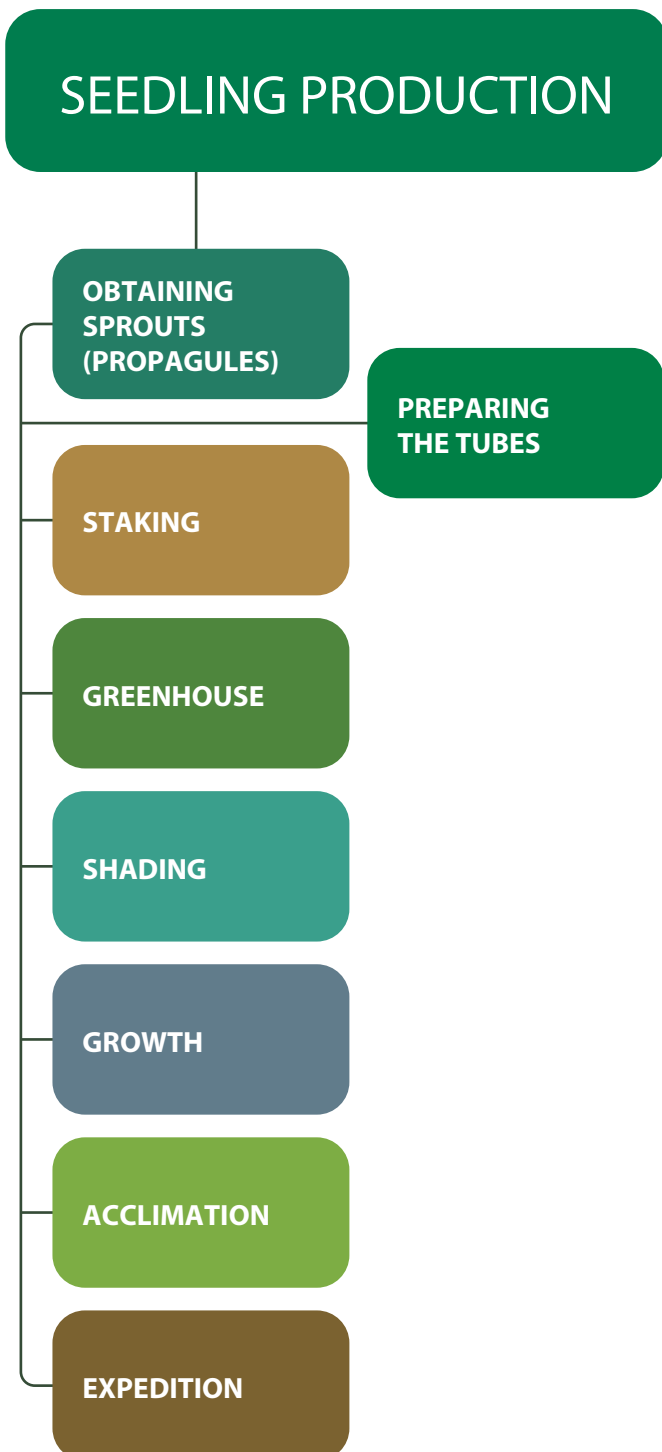 SEEDLING PRODUCTION
OBTAINING
SPROUTS
(PROPAGULES)
PREPARING
THE TUBES
STAKING
GREENHOUSE
SHADING
GROWTH
ACCLIMATION
EXPEDITION